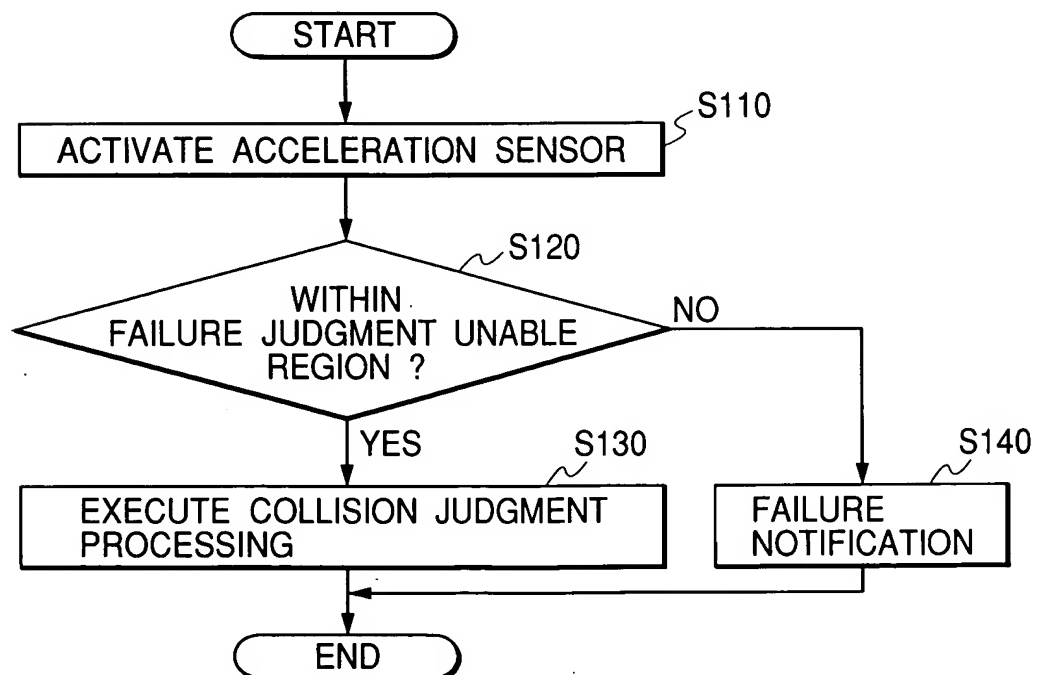 START
S110
ACTIVATE ACCELERATION SENSOR
S120
WITHIN
FAILURE JUDGMENT UNABLE
REGION ?
NO
YES
S130
EXECUTE COLLISION JUDGMENT
PROCESSING
S140
FAILURE
NOTIFICATION
END